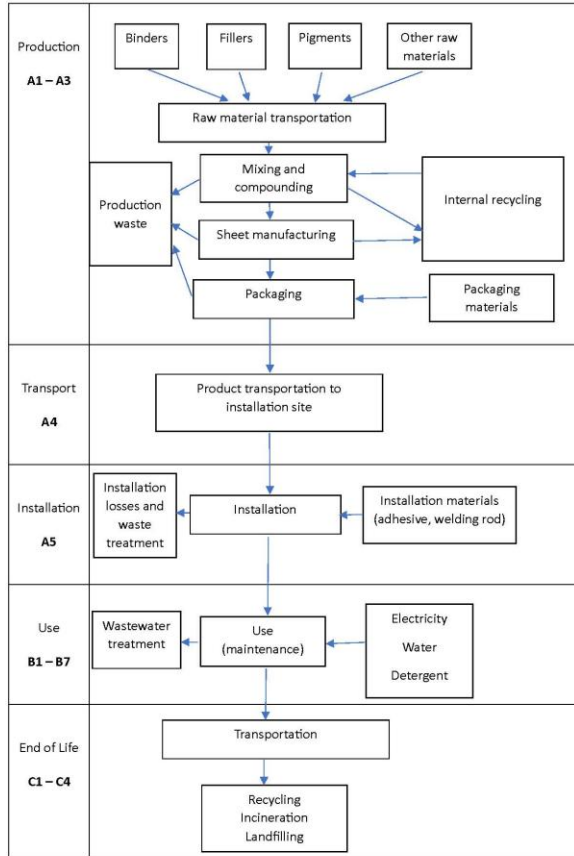 Production
A1 – A3
Binders
Fillers
Pigments
Other raw
materials
Raw material transportation
Mixing and
compounding
Production
waste
Internal recycling
Sheet manufacturing
Packaging
Packaging
materials
Transport
A4
Product transportation to
installation site
Installation
A5
Installation
losses and
waste
treatment
Installation
Installation materials
(adhesive, welding rod)
Use
B1 – B7
Wastewater
treatment
Use
(maintenance)
Electricity
Water
Detergent
End of Life
C1 – C4
Transportation
Recycling
Incineration
Landfilling